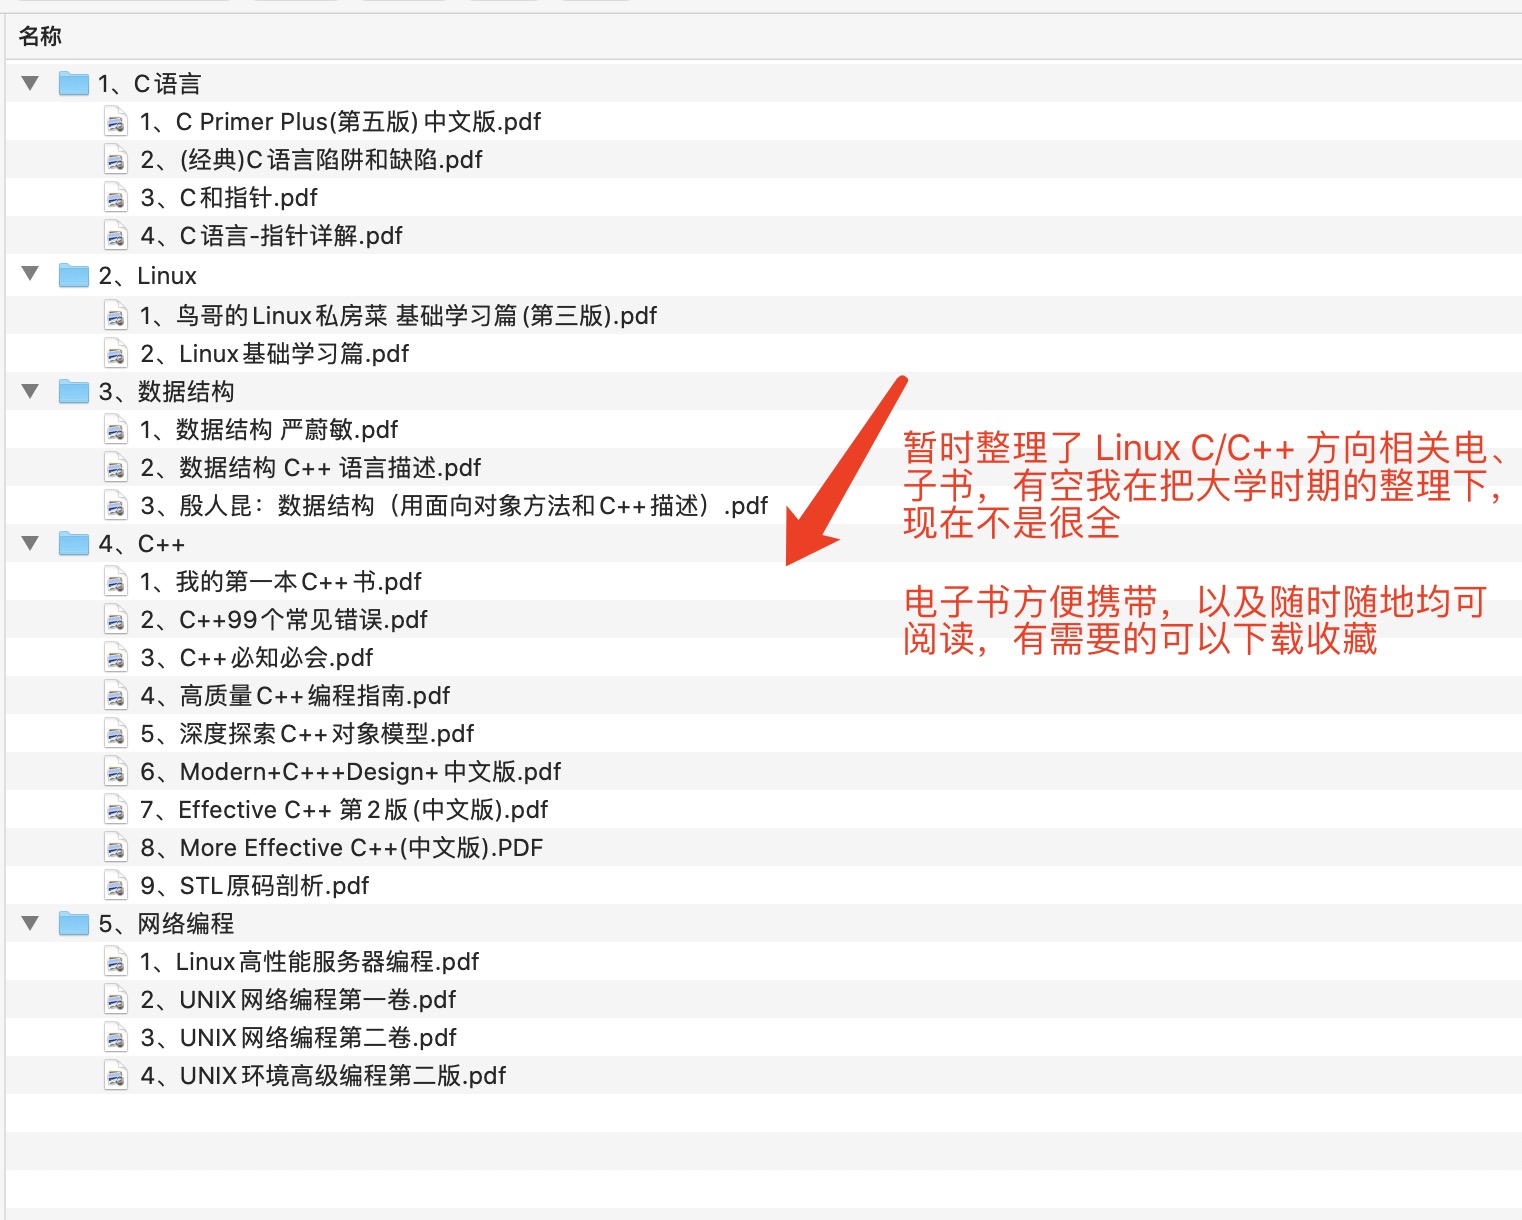 名称
1、C语言
1、C Primer Plus(第五版) 中文版.pdf
2、(经典)C语言陷阱和缺陷.pdf
3、C和指针.pdf
4、C语言-指针详解.pdf
2、Linux
1、鸟哥的Linux私房菜 基础学习篇(第三版).pdf
2、Linux基础学习篇.pdf
3、数据结构
1、数据结构 严蔚敏.pdf
2、数据结构 C++ 语言描述.pdf
3、殷人昆：数据结构（用面向对象方法和C++描述）.pdf
4、C++
1、我的第一本C++书.pdf
2、C++99个常见错误.pdf
3、C++必知必会.pdf
4、高质量C++编程指南.pdf
5、深度探索C++对象模型.pdf
6、Modern+C+++Design+中文版.pdf
7、Effective C++ 第2版(中文版).pdf
8、More Effective C++(中文版).PDF
9、STL原码剖析.pdf
5、网络编程
1、Linux高性能服务器编程.pdf
2、UNIX网络编程第一卷.pdf
3、UNIX网络编程第二卷.pdf
4、UNIX环境高级编程第二版.pdf
暂时整理了 Linux C/C++ 方向相关电、
子书，有空我在把大学时期的整理下，
现在不是很全
电子书方便携带，以及随时随地均可
阅读，有需要的可以下载收藏